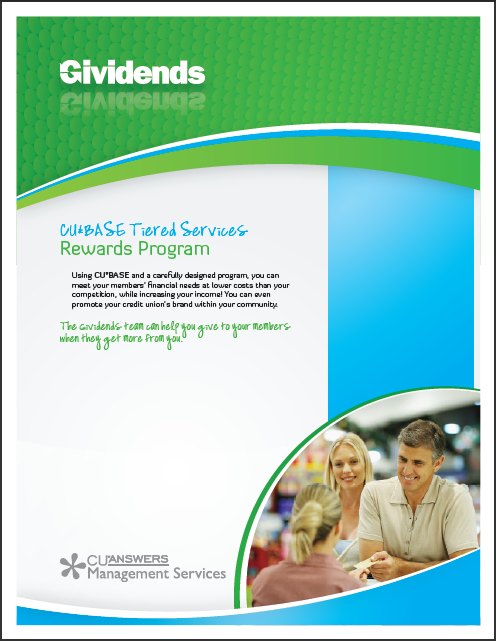 Gividends
CU*BASE Tiered Services
Rewards Program
Using CU*BASE and a carefully designed program, you can
meet your members' financial needs at lower costs than your
competition, while increasing your income! You can even
promote your credit union's brand within your community.
The Gividends team can help you give to your members
when they get more from you.
CU*ANSWERS
Management Services